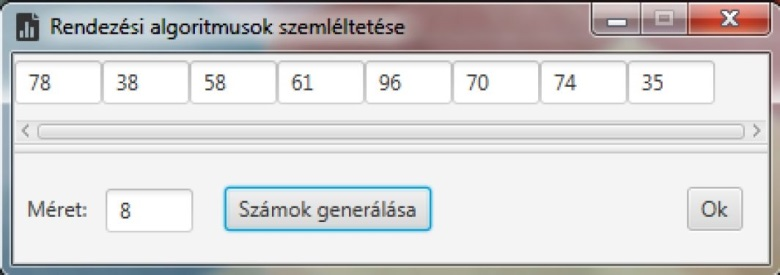 Rendezési algoritmusok szemléltetése
78 38 58 61 96 70 74 35
Méret: 8 Számok generálása Ok